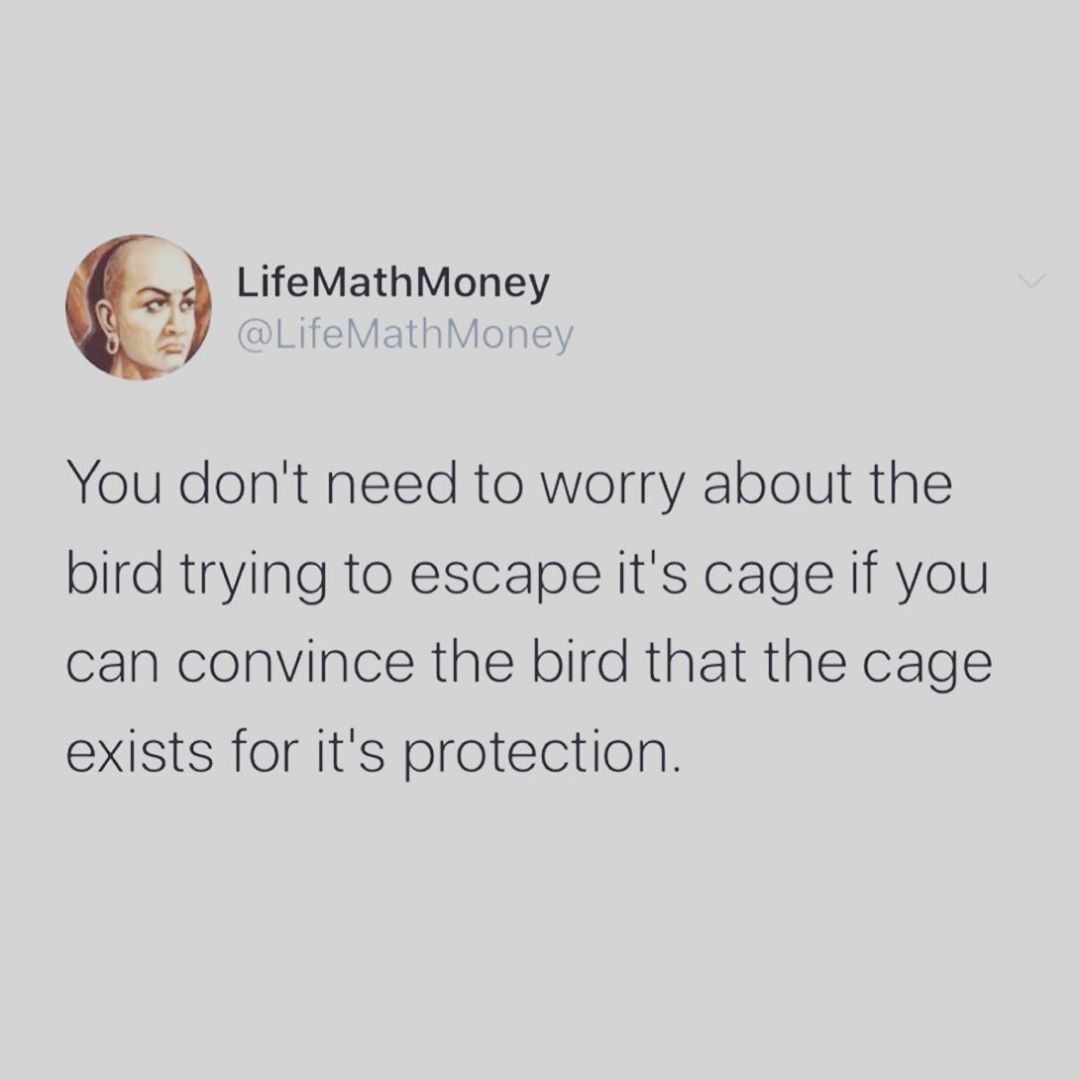 LifeMathMoney
@LifeMathMoney
You don't need to worry about the
bird trying to escape it's cage if you
can convince the bird that the cage
exists for it's protection.